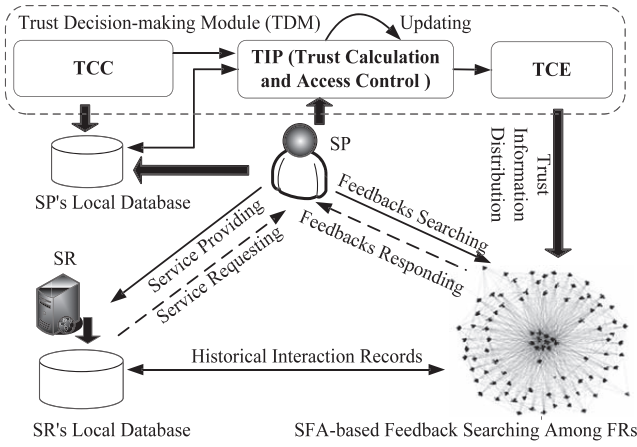 Trust Decision-making Module (TDM)
Updating
TCC
TIP (Trust Calculation
and Access Control )
TCE
SP
SP's Local Database
Trust
Information
Distribution
Feedbacks Searching
Feedbacks Responding
Service Providing
Service Requesting
SR
Historical Interaction Records
SR's Local Database
SFA-based Feedback Searching Among FRs